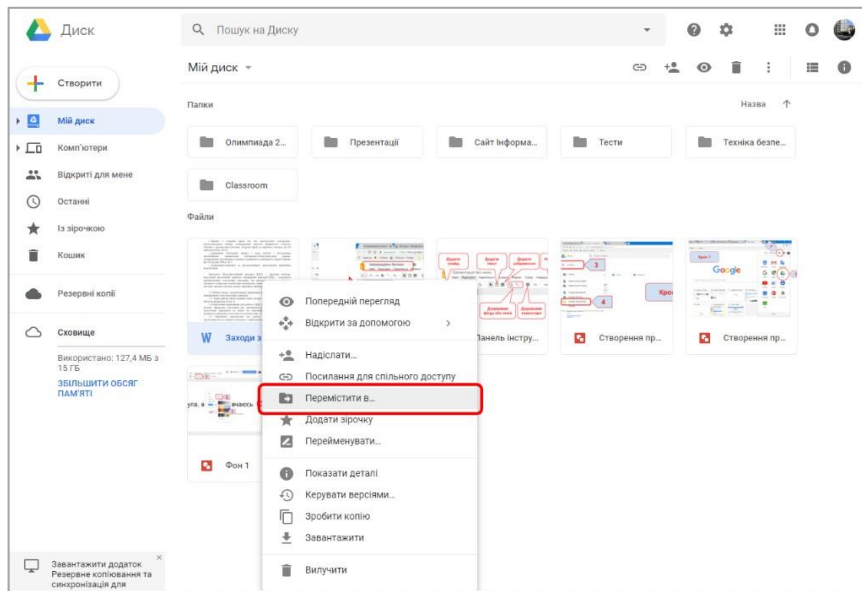 Диск
Пошук на Диску
Створити
Мій диск
Мій диск
Комп'ютери
Відкриті для мене
Останні
Із зірочкою
Кошик
Резервні копії
Сховище
Використано: 127,4 МБ з
15 ГБ
ЗБІЛЬШИТИ ОБСЯГ
ПАМ'ЯТІ
Завантажити додаток
Резервне копіювання та
синхронізація для
Папки
Назва
Олимпиада 2...
Презентації
Сайт Інформа...
Тести
Техніка безпе...
Classroom
Файли
Google
3
4
Заходи з
Панель інстру...
Створення пр...
Створення пр...
Фон 1
Попередній перегляд
Відкрити за допомогою
Надіслати...
Посилання для спільного доступу
Перемістити в...
Додати зірочку
Перейменувати...
Показати деталі
Керувати версіями...
Зробити копію
Завантажити
Вилучити